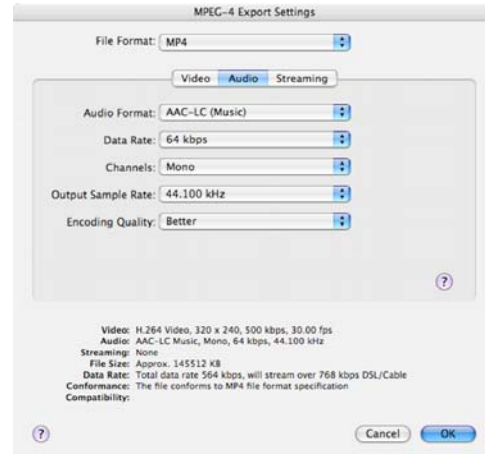 MPEG-4 Export Settings
File Format: MP4
Video Audio Streaming
Audio Format: AAC-LC (Music)
Data Rate: 64 kbps
Channels: Mono
Output Sample Rate: 44.100 kHz
Encoding Quality: Better
?
Video: H.264 Video, 320 x 240, 500 kbps, 30.00 fps
Audio: AAC-LC Music, Mono, 64 kbps, 44.100 kHz
Streaming: None
File Size: Approx. 145512 KB
Data Rate: Total data rate 564 kbps, will stream over 768 kbps DSL/Cable
Conformance: The file conforms to MP4 file format specification
Compatibility:
? Cancel OK